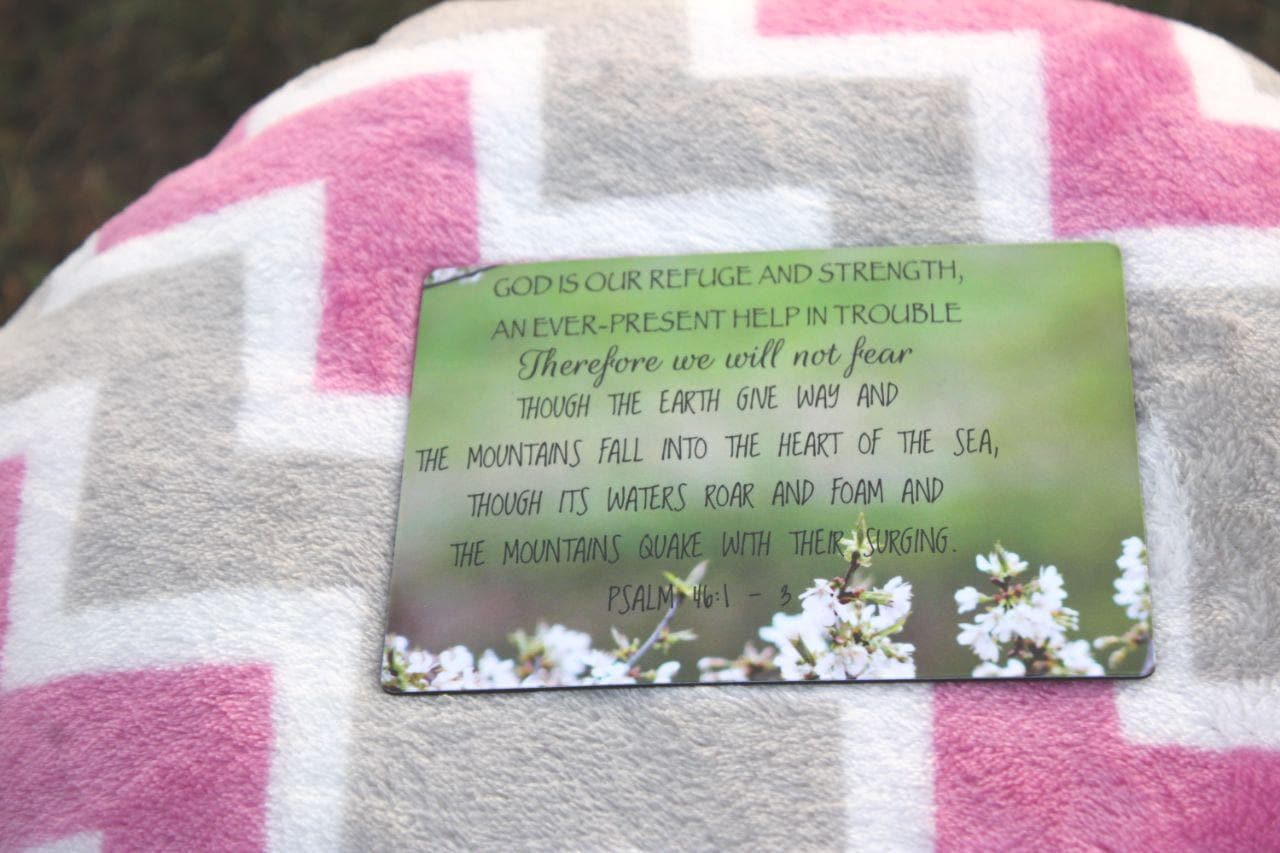 GOD IS OUR REFUGE AND STRENGTH,
AN EVER-PRESENT HELP IN TROUBLE
Therefore we will not fear
THOUGH THE EARTH GIVE WAY AND
THE MOUNTAINS FALL INTO THE HEART OF THE SEA,
THOUGH ITS WATERS ROAR AND FOAM AND
THE MOUNTAINS QUAKE WITH THEIR SURGING.
PSALM 46:1 - 3